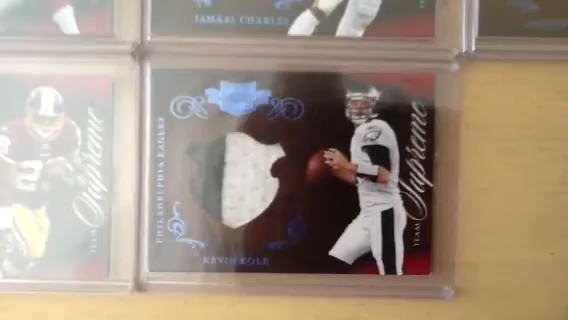 JAMAAL CHARLES
Supreme
TEAM
PHILADELPHIA EAGLES
KEVIN KOLB
Supreme
TEAM